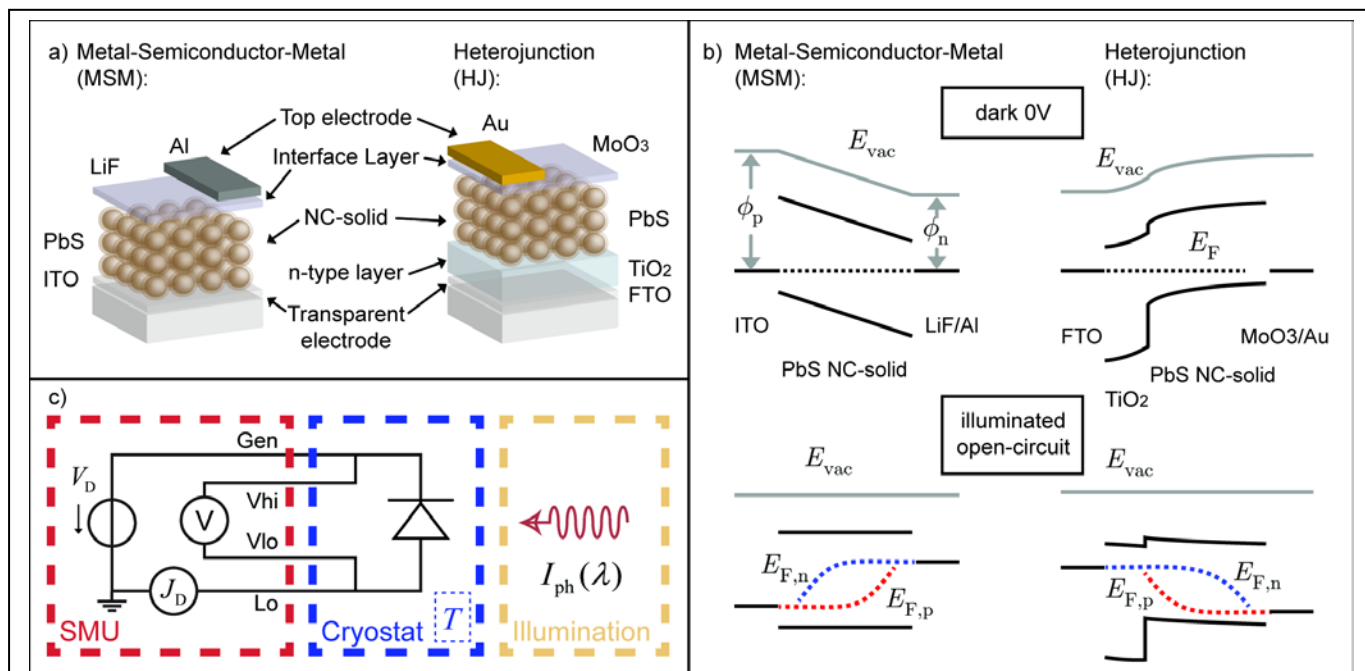 a) Metal-Semiconductor-Metal
(MSM):
Heterojunction
(HJ):
Top electrode
Al
Au
LiF
Interface Layer
MoO3
PbS
NC-solid
PbS
ITO
n-type layer
TiO2
FTO
Transparent
electrode
b) Metal-Semiconductor-Metal
(MSM):
Heterojunction
(HJ):
dark 0V
Evac
Evac
ϕp
ϕn
EF
ITO
LiF/Al
FTO
MoO3/Au
PbS NC-solid
PbS NC-solid
TiO2
illuminated
open-circuit
Evac
Evac
EF,n
EF,p
EF,p
EF,n
c)
Gen
VD
Vhi
V
Vlo
JD
Lo
Iph(λ)
SMU
Cryostat
T
Illumination